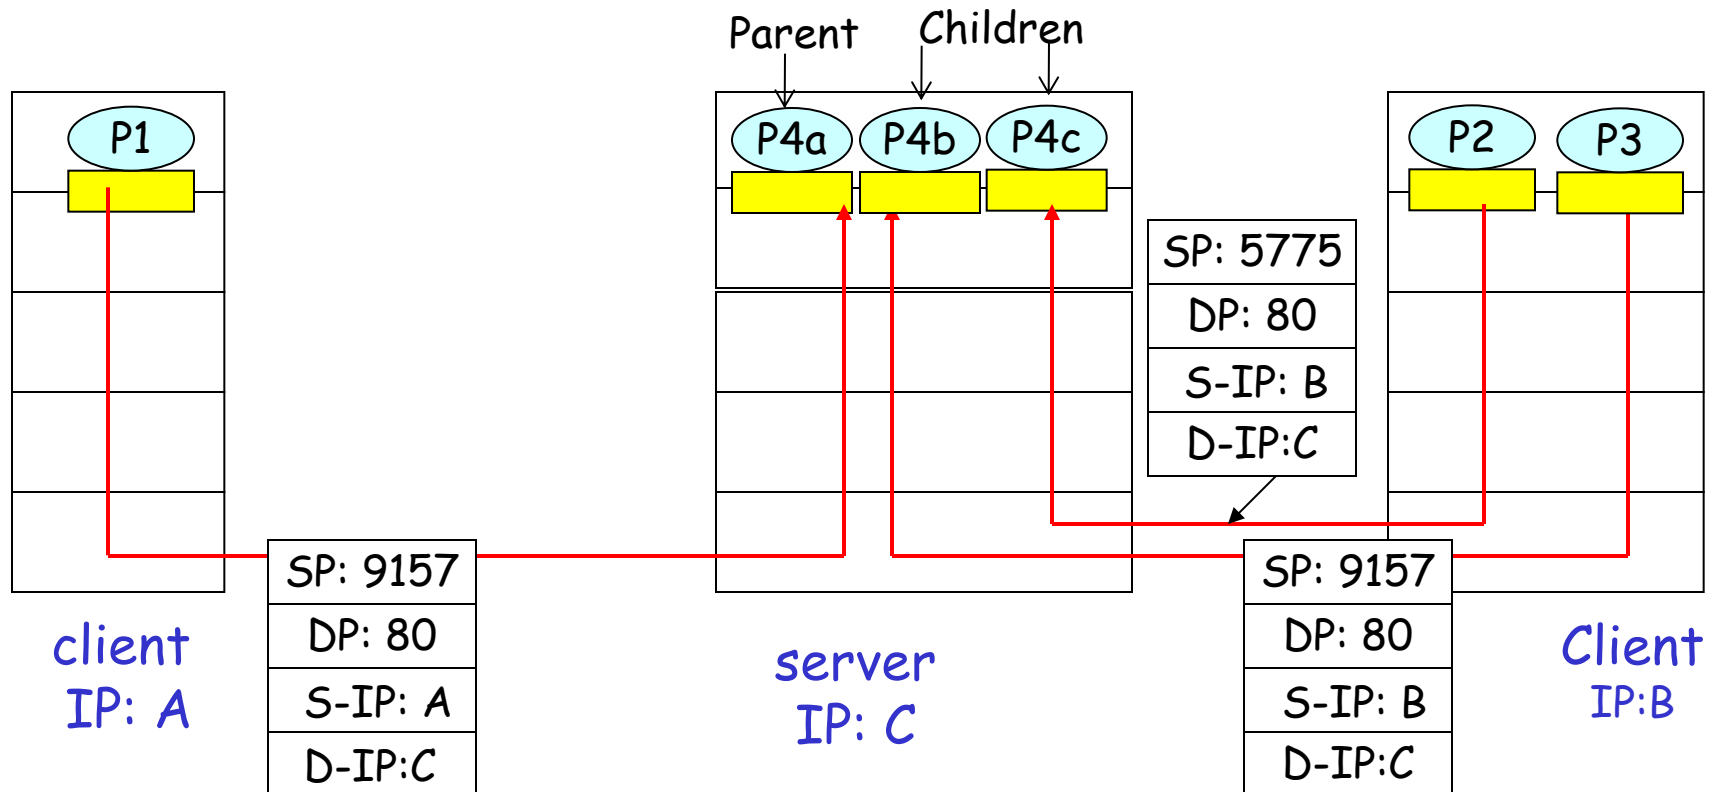 Parent
Children
P1
P4a
P4b
P4c
P2
P3
SP: 5775
DP: 80
S-IP: B
D-IP:C
SP: 9157
DP: 80
S-IP: A
D-IP:C
SP: 9157
DP: 80
S-IP: B
D-IP:C
client
IP: A
server
IP: C
Client
IP:B